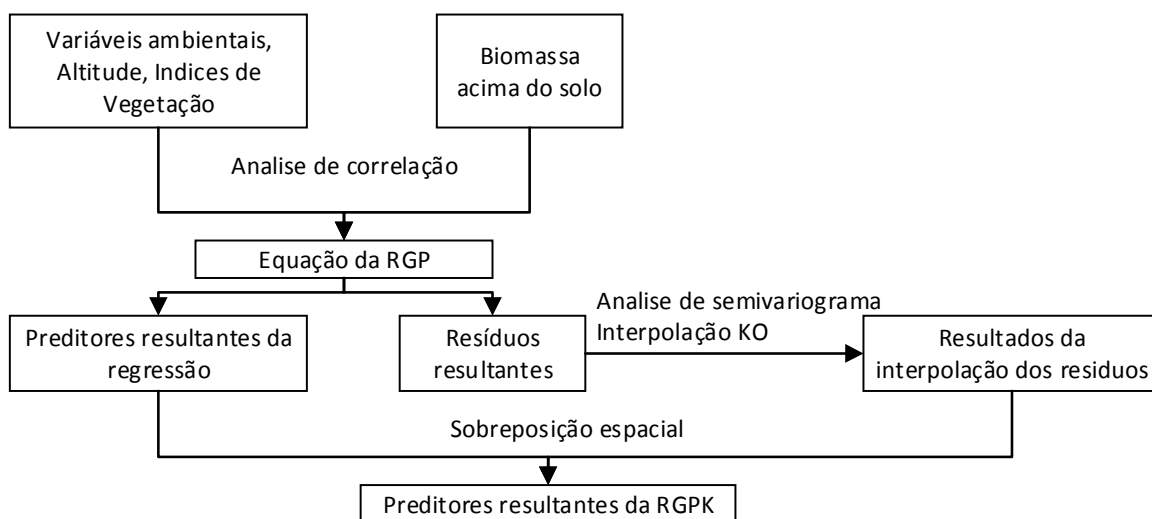 Variáveis ambientais,
Altitude, Indices de
Vegetação
Biomassa
acima do solo
Analise de correlação
Equação da RGP
Preditores resultantes da
regressão
Resíduos
resultantes
Analise de semivariograma
Interpolação KO
Resultados da
interpolação dos residuos
Sobreposição espacial
Preditores resultantes da RGPK